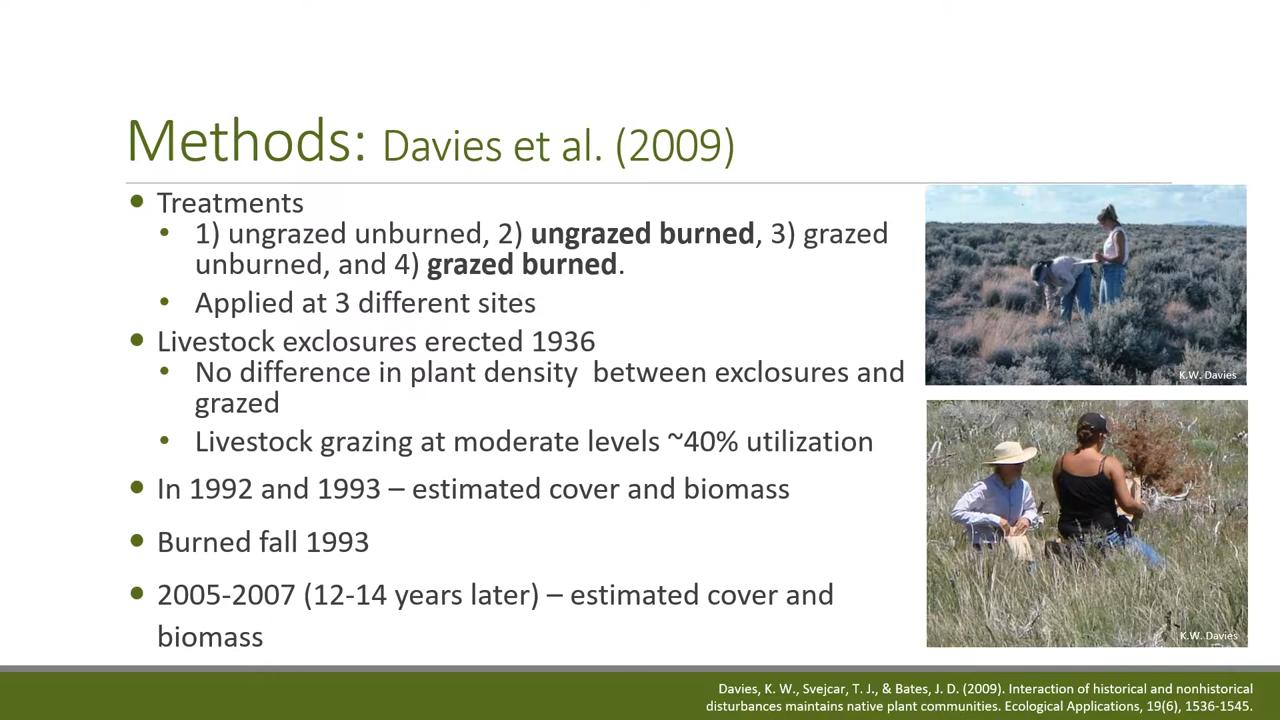 Methods: Davies et al. (2009)
• Treatments
• 1) ungrazed unburned, 2) ungrazed burned, 3) grazed
unburned, and 4) grazed burned.
• Applied at 3 different sites
• Livestock exclosures erected 1936
• No difference in plant density between exclosures and
grazed
• Livestock grazing at moderate levels ~40% utilization
• In 1992 and 1993 – estimated cover and biomass
• Burned fall 1993
• 2005-2007 (12-14 years later) – estimated cover and
biomass
K.W. Davies
K.W. Davies
Davies, K. W., Svejcar, T. J., & Bates, J. D. (2009). Interaction of historical and nonhistorical
disturbances maintains native plant communities. Ecological Applications, 19(6), 1536-1545.